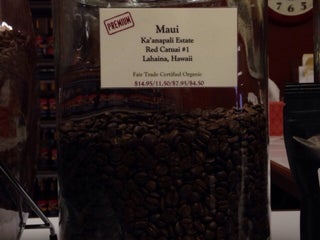 PREMIUM
Maui
Ka'anapali Estate
Red Catuai #1
Lahaina, Hawaii
Fair Trade Certified Organic
$14.95/11.50/$7.95/$4.50